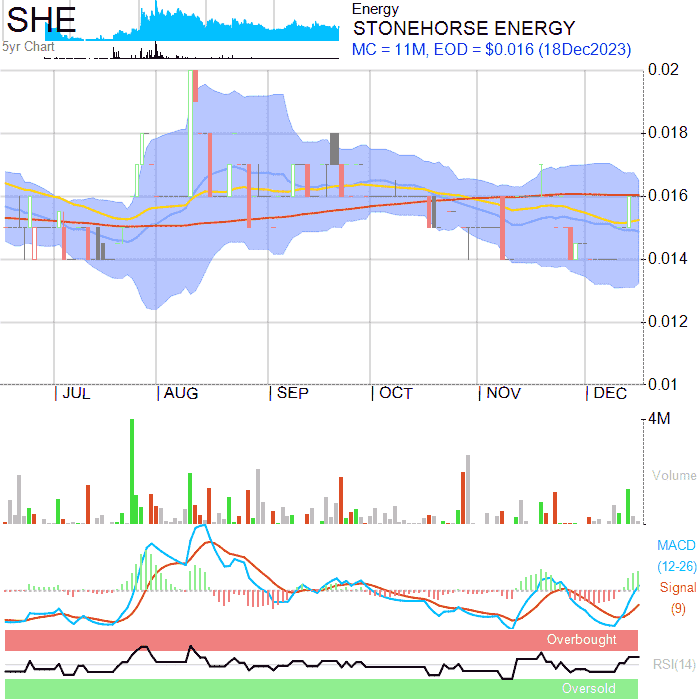 SHE
5yr Chart
Energy
STONEHORSE ENERGY
MC = 11M, EOD = $0.016 (18Dec2023)
0.02
0.018
0.016
0.014
0.012
0.01
JUL AUG SEP OCT NOV DEC
4M
Volume
MACD
(12-26)
Signal
(9)
Overbought
RSI(14)
Oversold